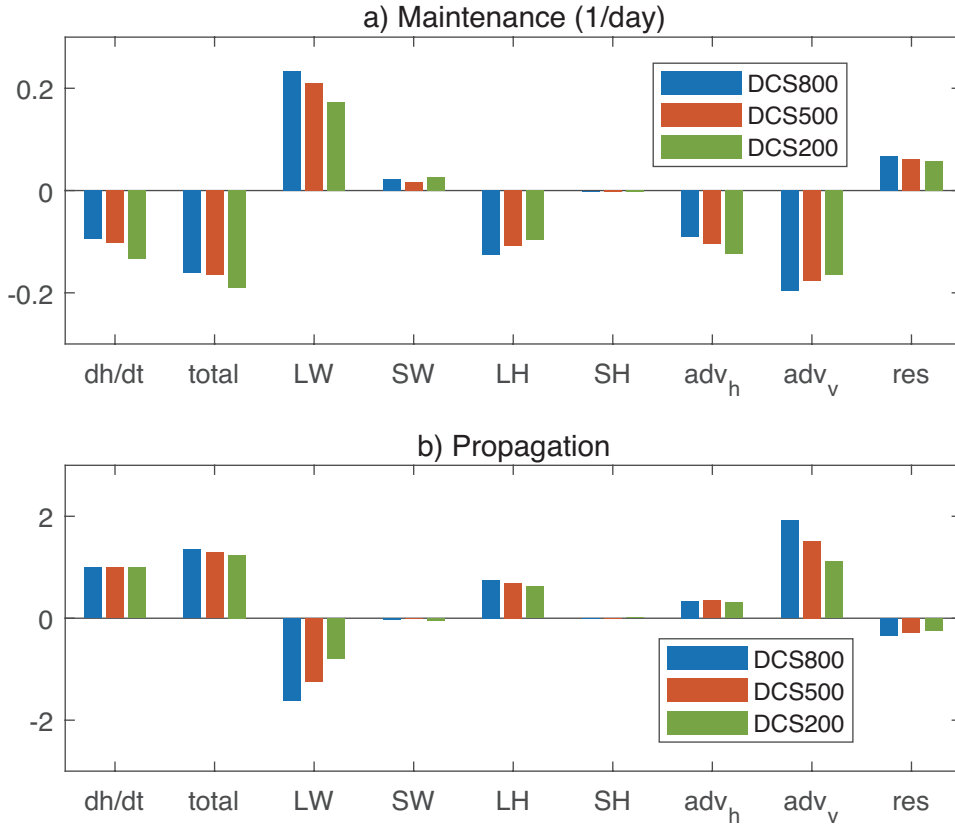 a) Maintenance (1/day)
0.2
0
-0.2
DCS800
DCS500
DCS200
dh/dt total LW SW LH SH adv_h adv_v res
b) Propagation
2
0
-2
DCS800
DCS500
DCS200
dh/dt total LW SW LH SH adv_h adv_v res